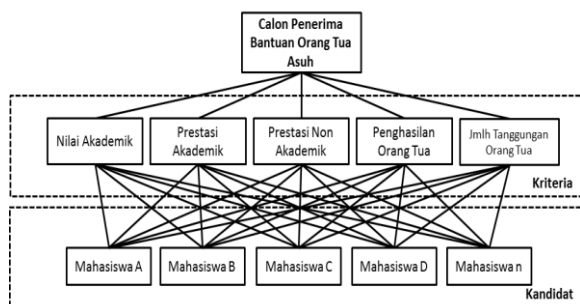 Calon Penerima
Bantuan Orang Tua
Asuh
Nilai Akademik
Prestasi
Akademik
Prestasi Non
Akademik
Penghasilan
Orang Tua
Jmlh Tanggungan
Orang Tua
Kriteria
Mahasiswa A
Mahasiswa B
Mahasiswa C
Mahasiswa D
Mahasiswa n
Kandidat